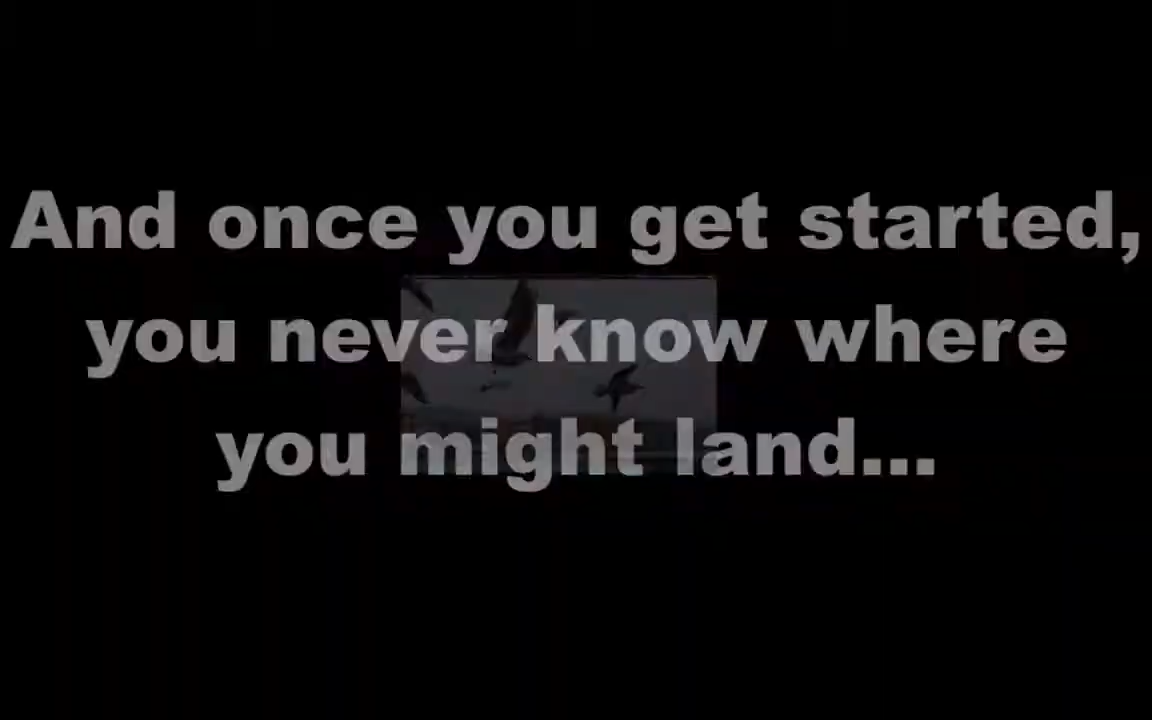 And once you get started,
you never know where
you might land...